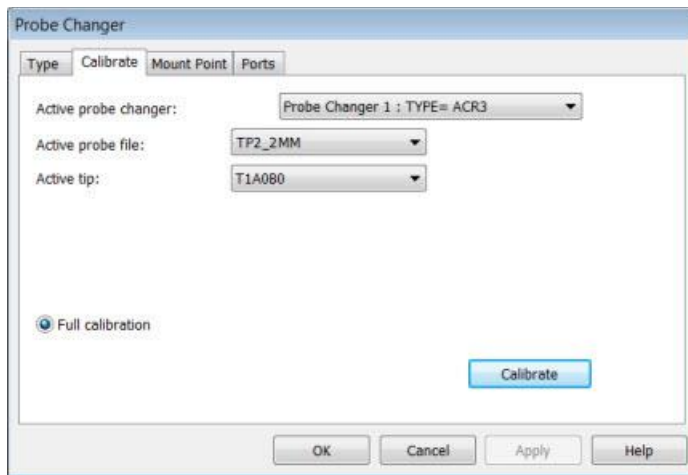 Probe Changer
Type Calibrate Mount Point Ports
Active probe changer: Probe Changer 1 : TYPE= ACR3
Active probe file: TP2_2MM
Active tip: T1A0B0
Full calibration
Calibrate
OK Cancel Apply Help